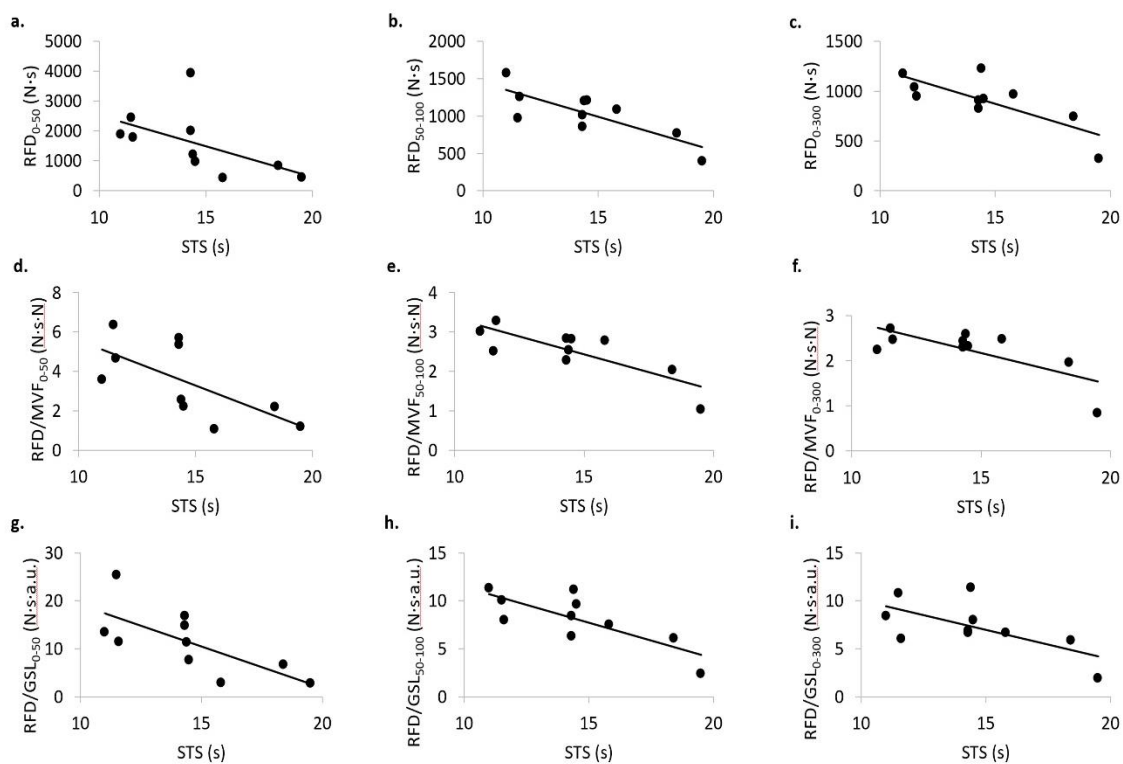 a.
RFD0-50 (N·s)
5000
4000
3000
2000
1000
0
10 15 20
STS (s)
b.
RFD50-100 (N·s)
2000
1500
1000
500
0
10 15 20
STS (s)
c.
RFD0-300 (N·s)
1500
1000
500
0
10 15 20
STS (s)
d.
RFD/MVF0-50 (N·s·N)
8
6
4
2
0
10 15 20
STS (s)
e.
RFD/MVF50-100 (N·s·N)
4
3
2
1
0
10 15 20
STS (s)
f.
RFD/MVF0-300 (N·s·N)
3
2
1
0
10 15 20
STS (s)
g.
RFD/GSL0-50 (N·s·a.u.)
30
20
10
0
10 15 20
STS (s)
h.
RFD/GSL50-100 (N·s·a.u.)
15
10
5
0
10 15 20
STS (s)
i.
RFD/GSL0-300 (N·s·a.u.)
15
10
5
0
10 15 20
STS (s)